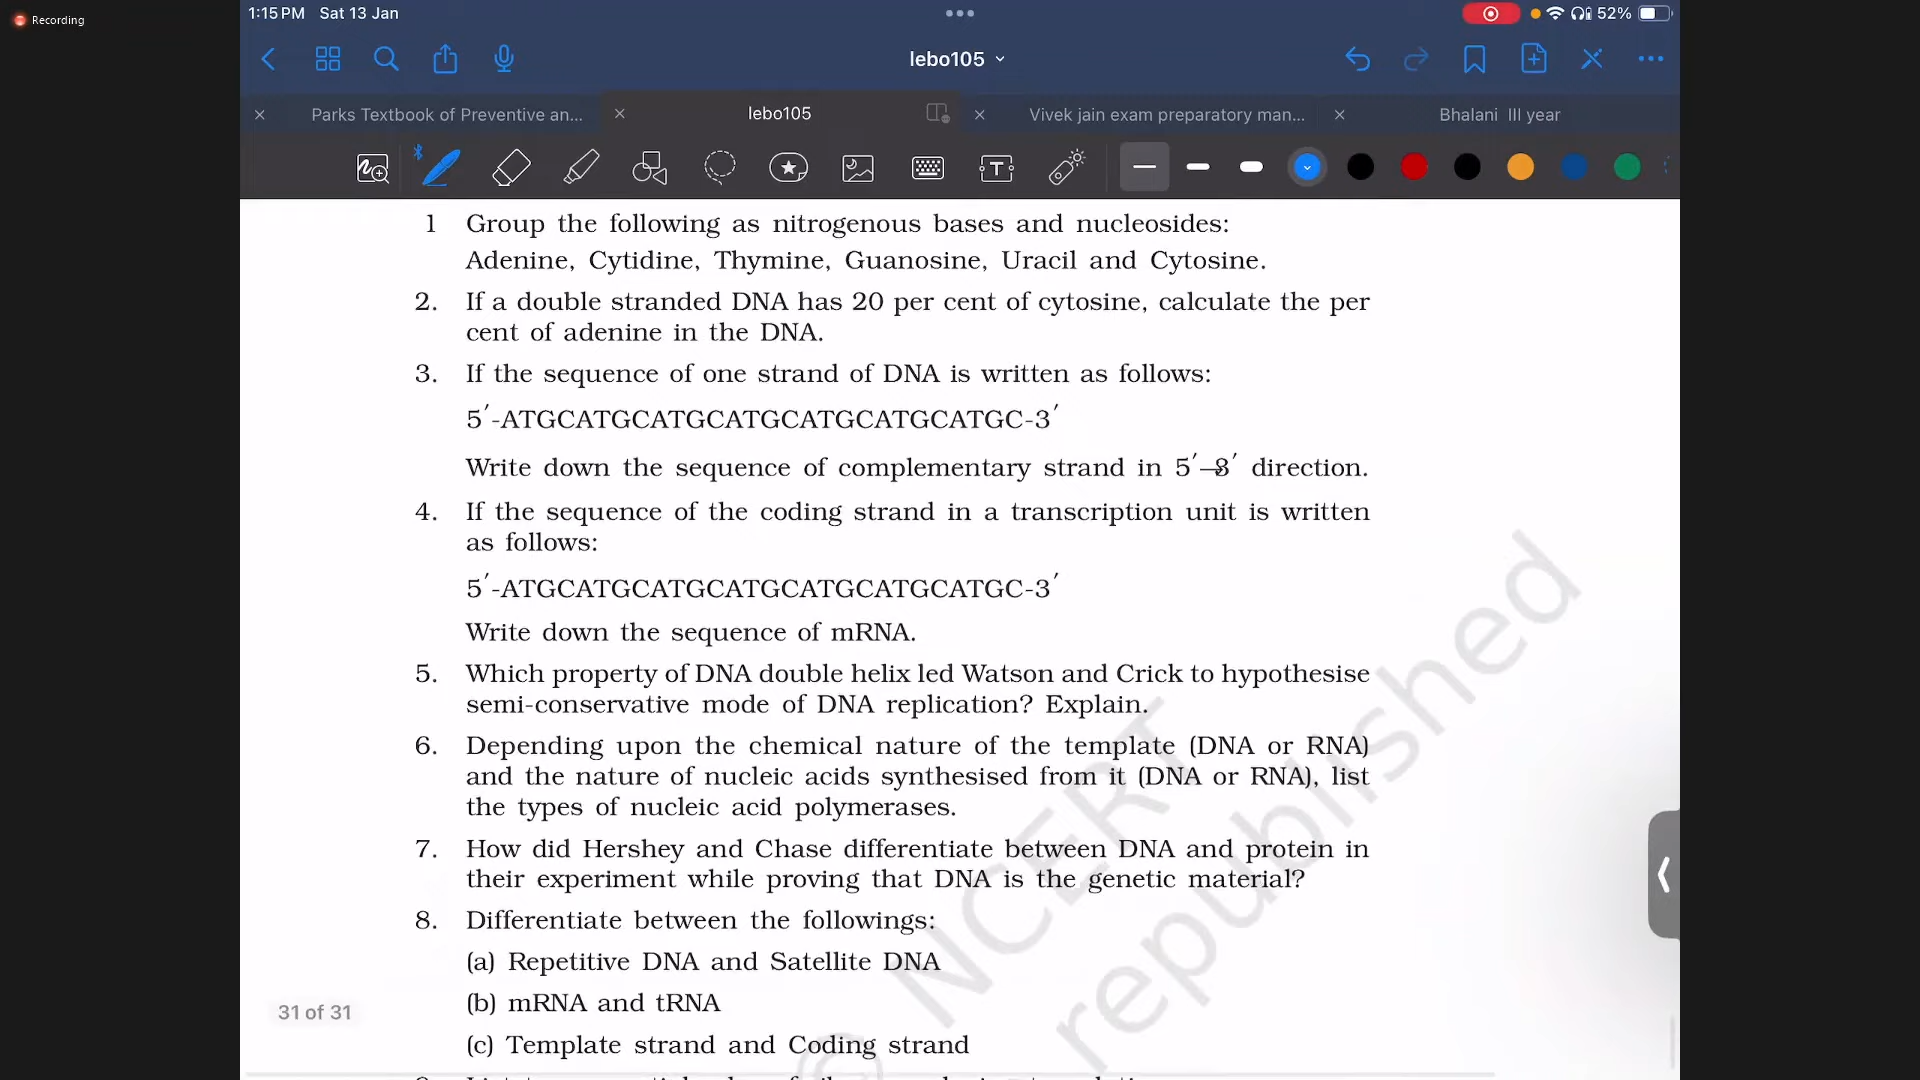 Recording
1:15 PM Sat 13 Jan
52%
lebo105
Parks Textbook of Preventive an...
lebo105
Vivek jain exam preparatory man...
Bhalani III year
1 Group the following as nitrogenous bases and nucleosides:
Adenine, Cytidine, Thymine, Guanosine, Uracil and Cytosine.
2. If a double stranded DNA has 20 per cent of cytosine, calculate the per
cent of adenine in the DNA.
3. If the sequence of one strand of DNA is written as follows:
5′-ATGCATGCATGCATGCATGCATGCATGC-3′
Write down the sequence of complementary strand in 5′→3′ direction.
4. If the sequence of the coding strand in a transcription unit is written
as follows:
5′-ATGCATGCATGCATGCATGCATGCATGC-3′
Write down the sequence of mRNA.
5. Which property of DNA double helix led Watson and Crick to hypothesise
semi-conservative mode of DNA replication? Explain.
6. Depending upon the chemical nature of the template (DNA or RNA)
and the nature of nucleic acids synthesised from it (DNA or RNA), list
the types of nucleic acid polymerases.
7. How did Hershey and Chase differentiate between DNA and protein in
their experiment while proving that DNA is the genetic material?
8. Differentiate between the followings:
(a) Repetitive DNA and Satellite DNA
(b) mRNA and tRNA
(c) Template strand and Coding strand
31 of 31
© NCERT
republished